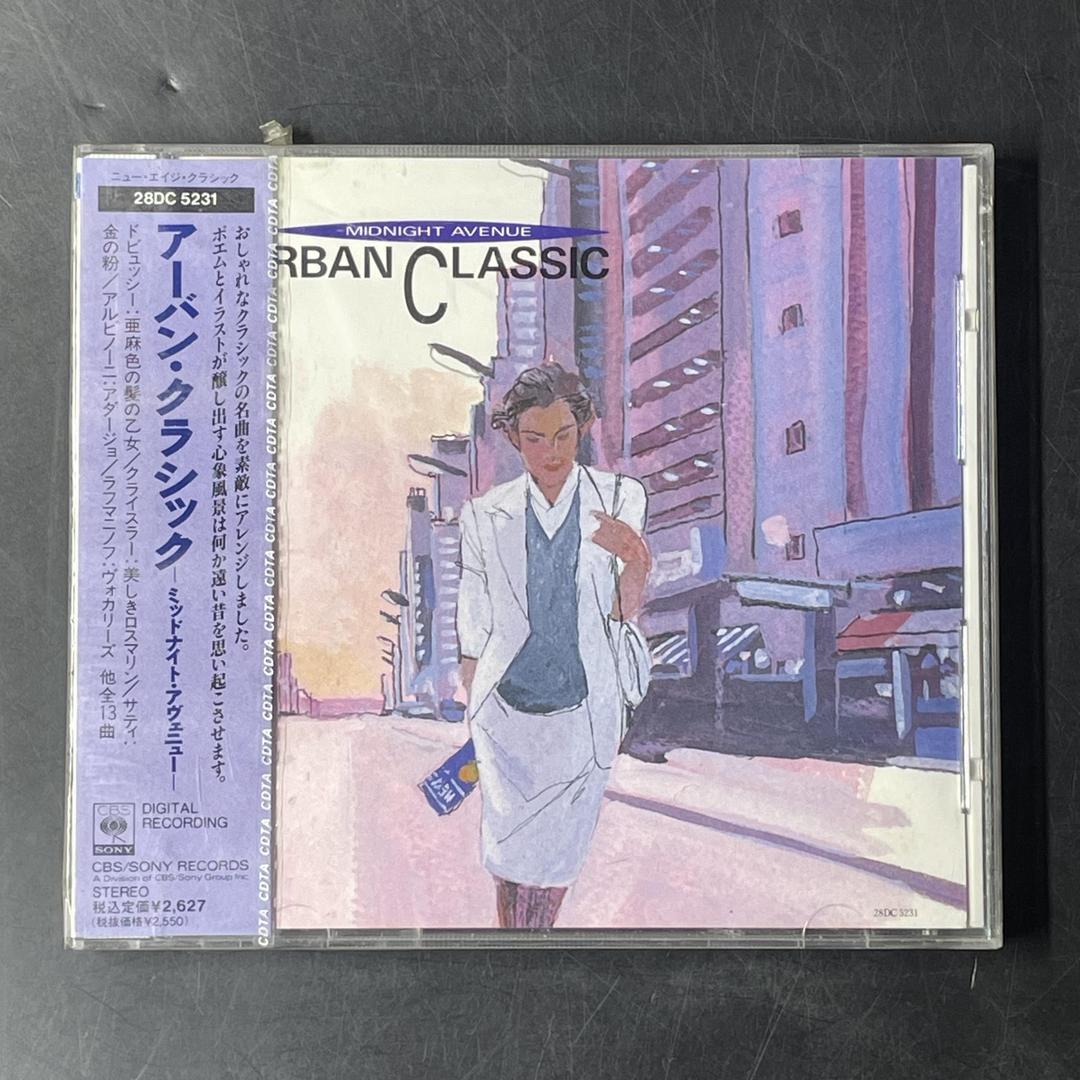 ニュー・エイジ・クラシック
28DC 5231
アーバン・クラシック
―ミッドナイト・アヴェニュー―
おしゃれなクラシックの名曲を素敵にアレンジしました。
ポエムとイラストが醸し出す心象風景は何か遠い昔を思い起こさせます。
ドビュッシー:亜麻色の髪の乙女/クライスラー:美しきロスマリン/サティ:
金の粉/アルビノーニ:アダージョ/ラフマニノフ:ヴォカリーズ 他全13曲
CBS
SONY
DIGITAL
RECORDING
CBS/SONY RECORDS
A Division of CBS/Sony Group Inc.
STEREO
税込定価¥2,627
(税抜価格¥2,550)
CDTA CDTA CDTA CDTA CDTA CDTA CDTA CDTA CDTA CDTA CDTA CDTA CDTA CDTA CDTA
MIDNIGHT AVENUE
RBAN CLASSIC
28DC 5231